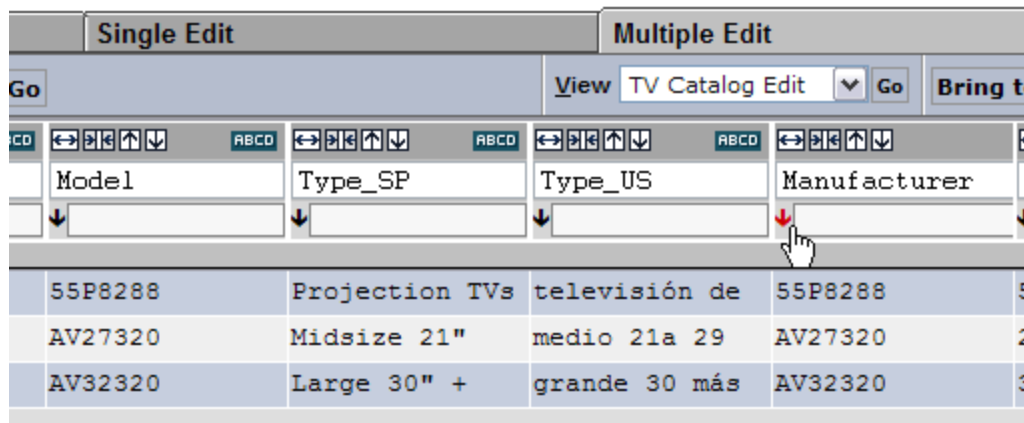 Single Edit Multiple Edit
Go View TV Catalog Edit Go Bring t
ABCD ABCD ABCD
Model Type_SP Type_US Manufacturer
55P8288 Projection TVs televisión de 55P8288
AV27320 Midsize 21" medio 21a 29 AV27320
AV32320 Large 30" + grande 30 más AV32320